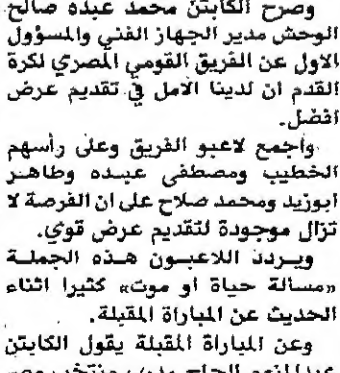 وصرح الكابتن محمد عبده صالح
الوحش مدير الجهاز الفني والمسؤول
الاول عن الفريق القومي المصري لكرة
القدم ان لدينا الامل في تقديم عرض
افضل.
واجمع لاعبو الفريق وعلى رأسهم
الخطيب ومصطفى عبده وطاهر
ابوزيد ومحمد صلاح على ان الفرصة لا
تزال موجودة لتقديم عرض قوي.
ويردد اللاعبون هذه الجملة
«مسالة حياة او موت» كثيرا اثناء
الحديث عن المباراة المقبلة.
وعن المباراة المقبلة يقول الكابتن
عبدالمنعم الحاج